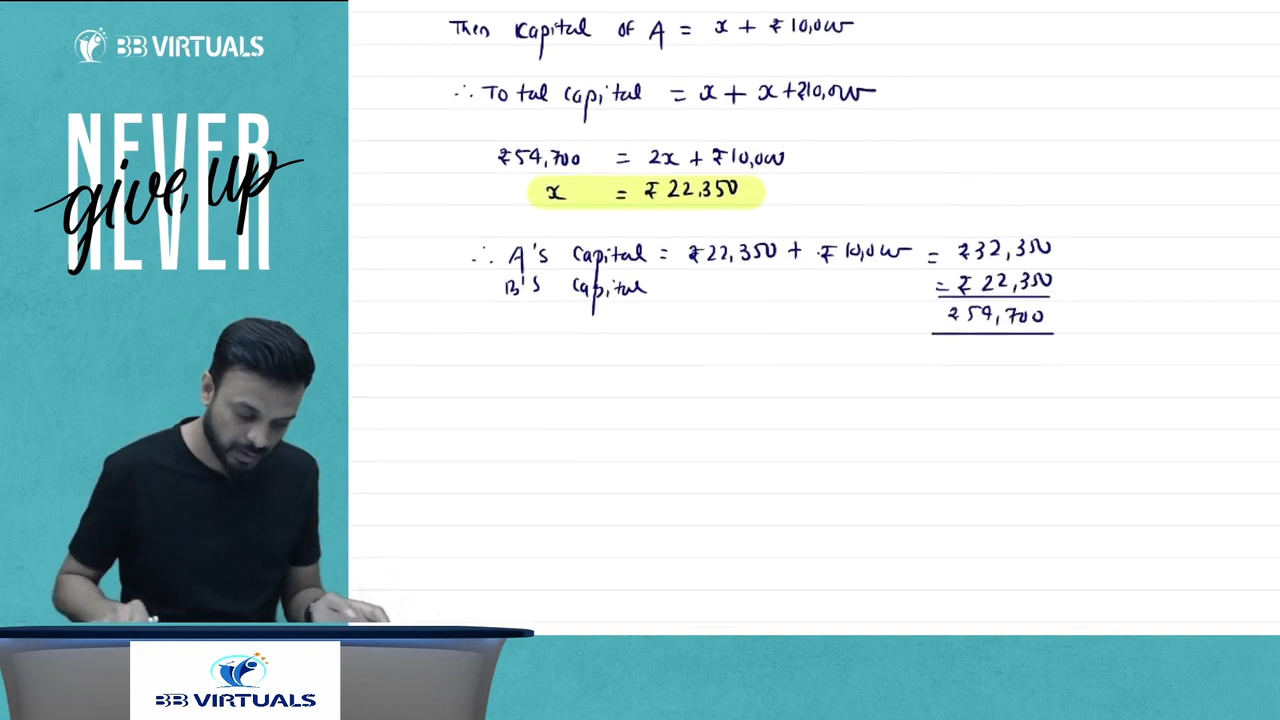 BB VIRTUALS
NEVER
give up
NEVER
Then Capital of A = x + ₹10,000
∴ Total capital = x + x + ₹10,000
₹54,700 = 2x + ₹10,000
x = ₹22,350
∴ A's Capital = ₹22,350 + ₹10,000 = ₹32,350
B's Capital = ₹22,350
₹54,700
BB VIRTUALS